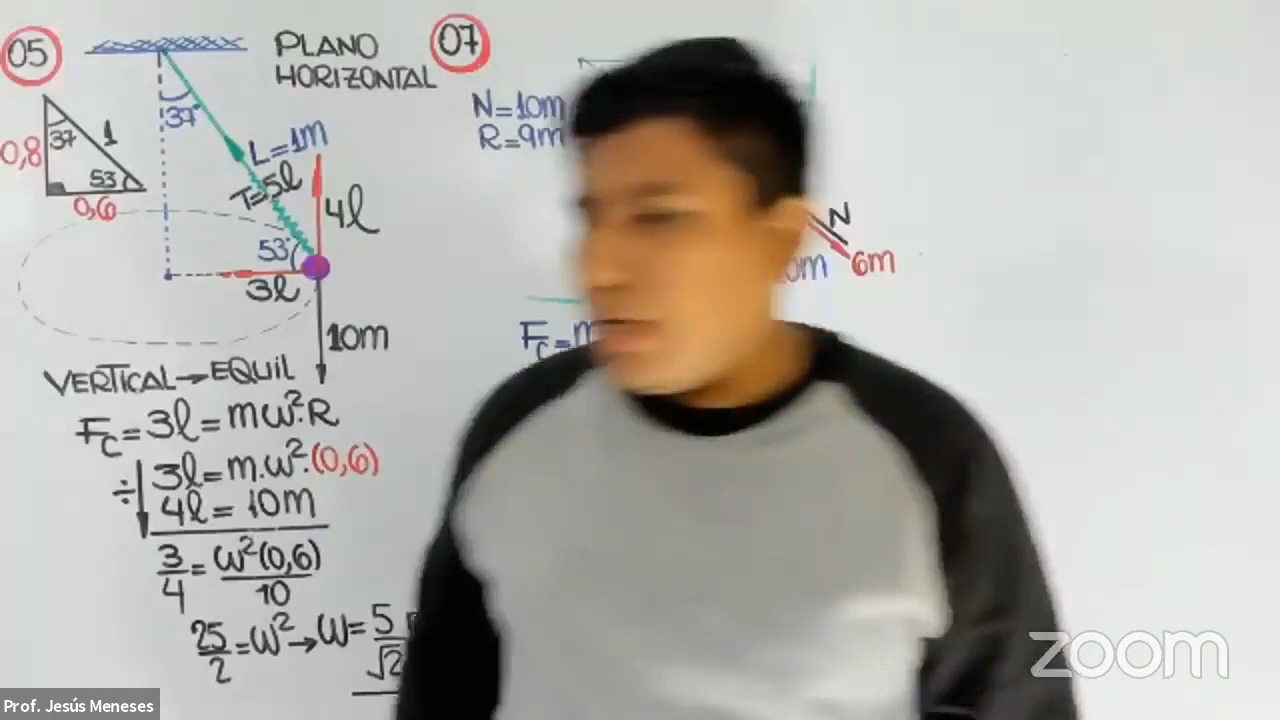 05
PLANO
HORIZONTAL
37°
37
1
0,8
53
0,6
L=1m
T=5l
4l
53°
3l
10m
VERTICAL→EQUIL
Fc=3l=mω².R
÷
3l=m.ω².(0,6)
4l=10m
3/4=ω²(0,6)/10
25/2=ω²→ω=5
√2
07
N=10m
R=9m
N
6m
Fc=m
zoom
Prof. Jesús Meneses